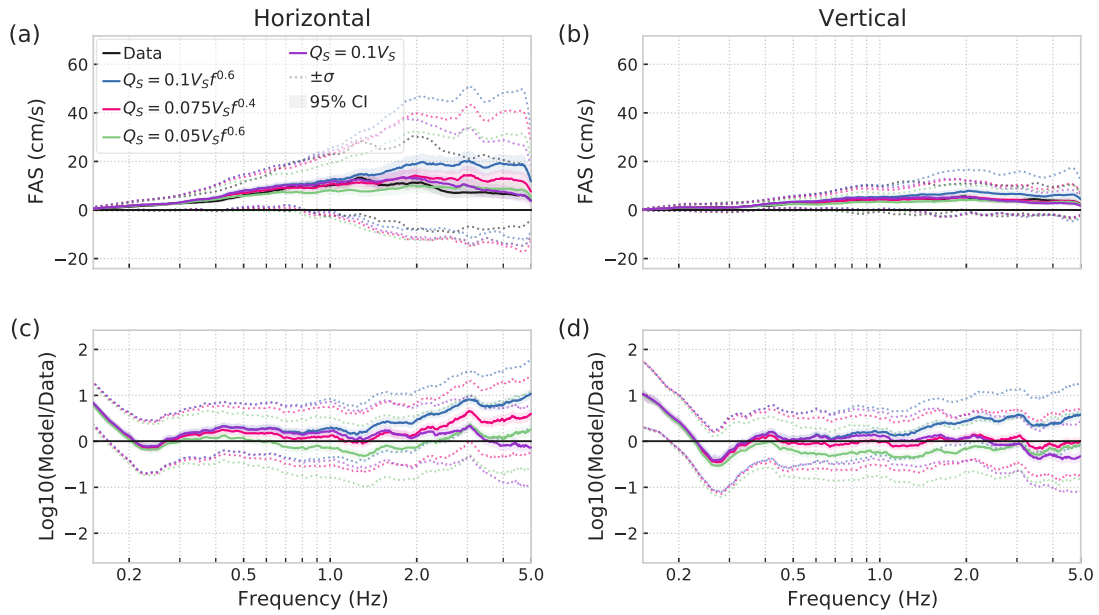 Horizontal
Vertical
(a)
(b)
Data
Q_S = 0.1V_S f^{0.6}
Q_S = 0.075V_S f^{0.4}
Q_S = 0.05V_S f^{0.6}
Q_S = 0.1V_S
±σ
95% CI
FAS (cm/s)
60
40
20
0
−20
FAS (cm/s)
60
40
20
0
−20
(c)
(d)
Log10(Model/Data)
2
1
0
−1
−2
0.2
0.5
1.0
2.0
5.0
Frequency (Hz)
Log10(Model/Data)
2
1
0
−1
−2
0.2
0.5
1.0
2.0
5.0
Frequency (Hz)